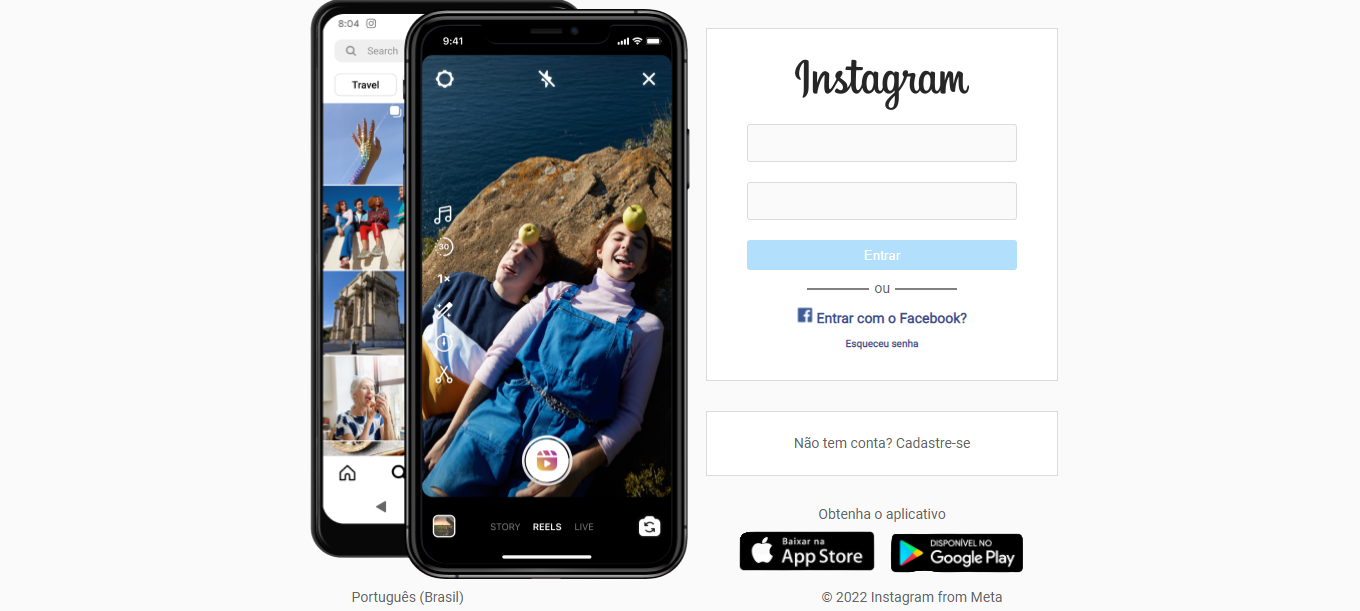 8:04
Search
Travel
9:41
30
1×
STORY REELS LIVE
Instagram
Entrar
ou
Entrar com o Facebook?
Esqueceu senha
Não tem conta? Cadastre-se
Obtenha o aplicativo
Baixar na
App Store
DISPONÍVEL NO
Google Play
Português (Brasil)
© 2022 Instagram from Meta